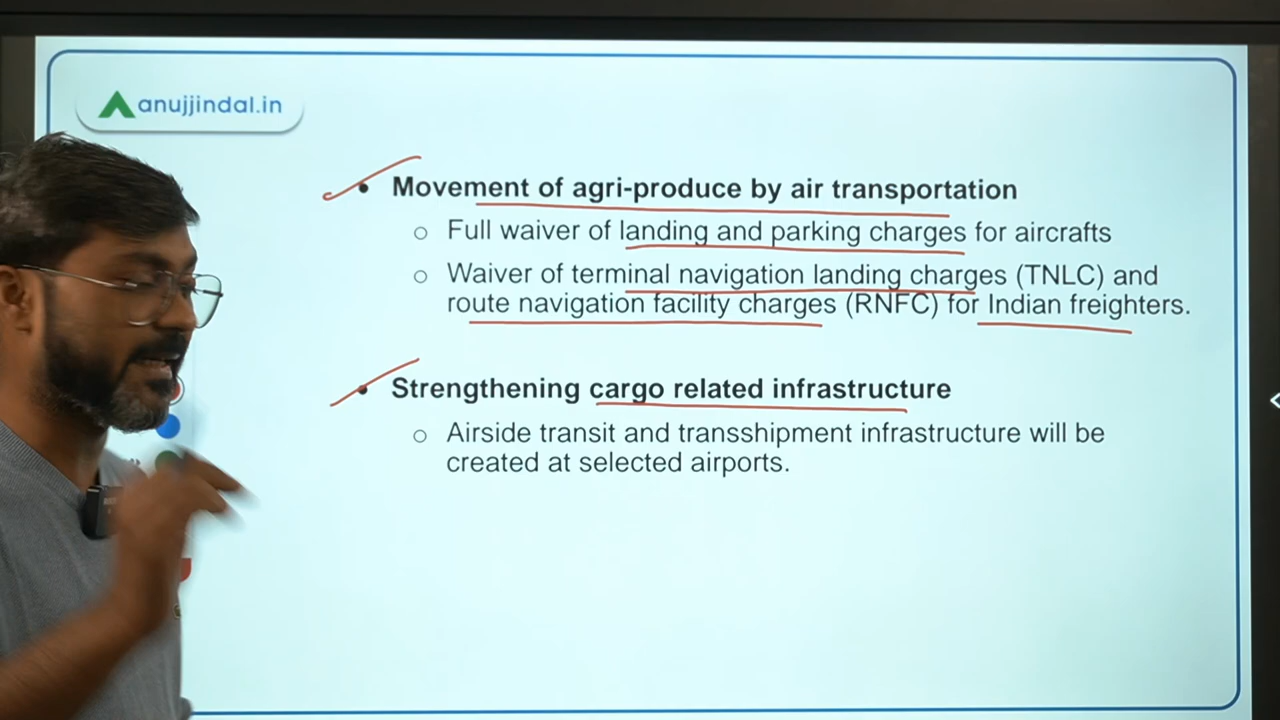 anujjindal.in
Movement of agri-produce by air transportation
Full waiver of landing and parking charges for aircrafts
Waiver of terminal navigation landing charges (TNLC) and
route navigation facility charges (RNFC) for Indian freighters.
Strengthening cargo related infrastructure
Airside transit and transshipment infrastructure will be
created at selected airports.